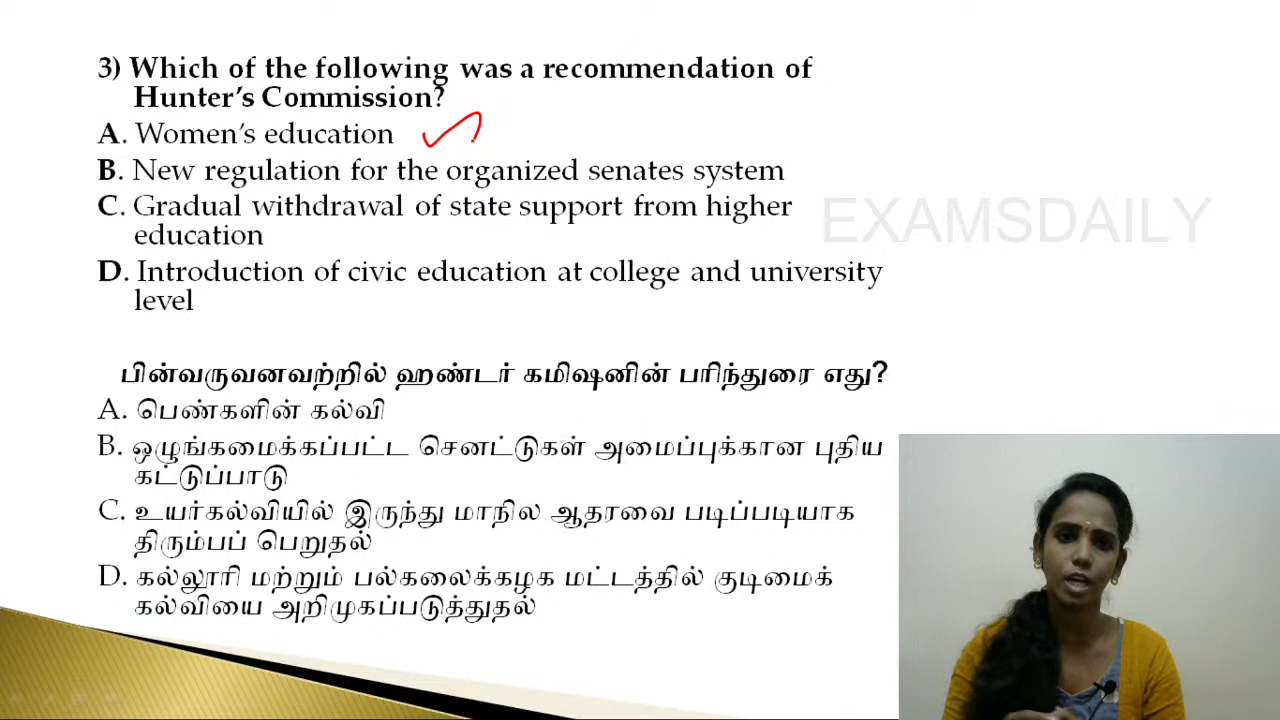 3) Which of the following was a recommendation of
Hunter’s Commission?
A. Women’s education
B. New regulation for the organized senates system
C. Gradual withdrawal of state support from higher
education
D. Introduction of civic education at college and university
level
EXAMSDAILY
பின்வருவனவற்றில் ஹண்டர் கமிஷனின் பரிந்துரை எது?
A. பெண்களின் கல்வி
B. ஒழுங்கமைக்கப்பட்ட செனட்டுகள் அமைப்புக்கான புதிய
கட்டுப்பாடு
C. உயர்கல்வியில் இருந்து மாநில ஆதரவை படிப்படியாக
திரும்பப் பெறுதல்
D. கல்லூரி மற்றும் பல்கலைக்கழக மட்டத்தில் குடிமைக்
கல்வியை அறிமுகப்படுத்துதல்